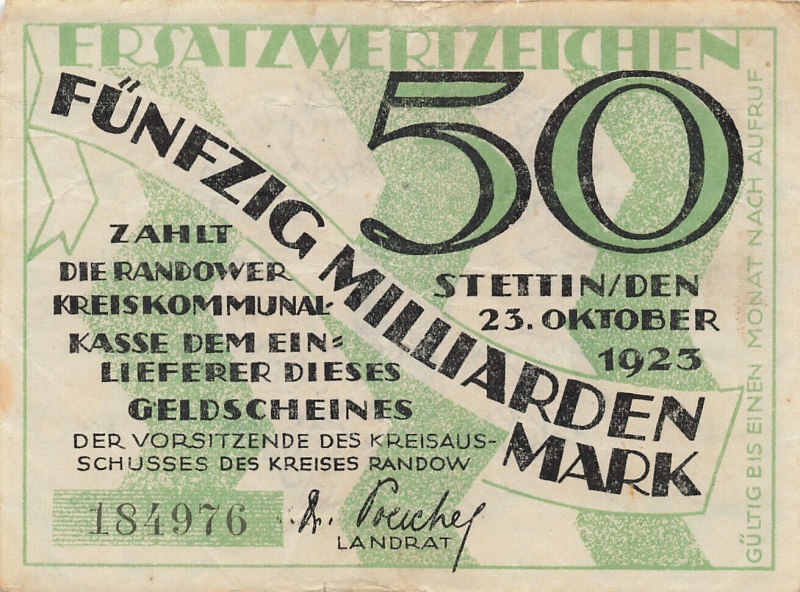 ERSATZWERTZEICHEN
50
FÜNFZIG MILLIARDEN
MARK
ZAHLT
DIE RANDOWER
KREISKOMMUNAL-
KASSE DEM EIN=
LIEFERER DIESES
GELDSCHEINES
STETTIN/DEN
23. OKTOBER
1923
DER VORSITZENDE DES KREISAUS-
SCHUSSES DES KREISES RANDOW
184976
LANDRAT
GÜLTIG BIS EINEN MONAT NACH AUFRUF